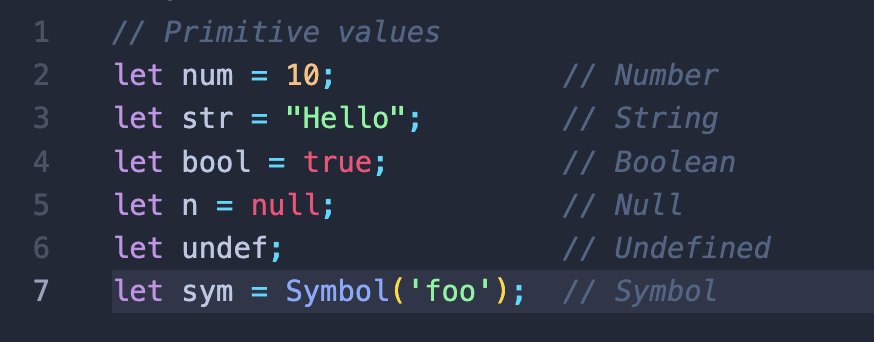 1 // Primitive values
2 let num = 10; // Number
3 let str = "Hello"; // String
4 let bool = true; // Boolean
5 let n = null; // Null
6 let undef; // Undefined
7 let sym = Symbol('foo'); // Symbol